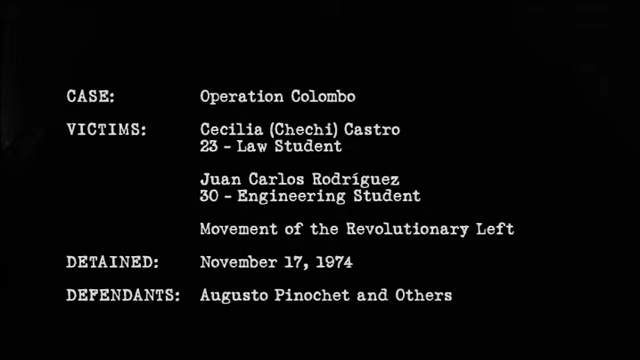 CASE: Operation Colombo
VICTIMS: Cecilia (Chechi) Castro
23 - Law Student
Juan Carlos Rodríguez
30 - Engineering Student
Movement of the Revolutionary Left
DETAINED: November 17, 1974
DEFENDANTS: Augusto Pinochet and Others